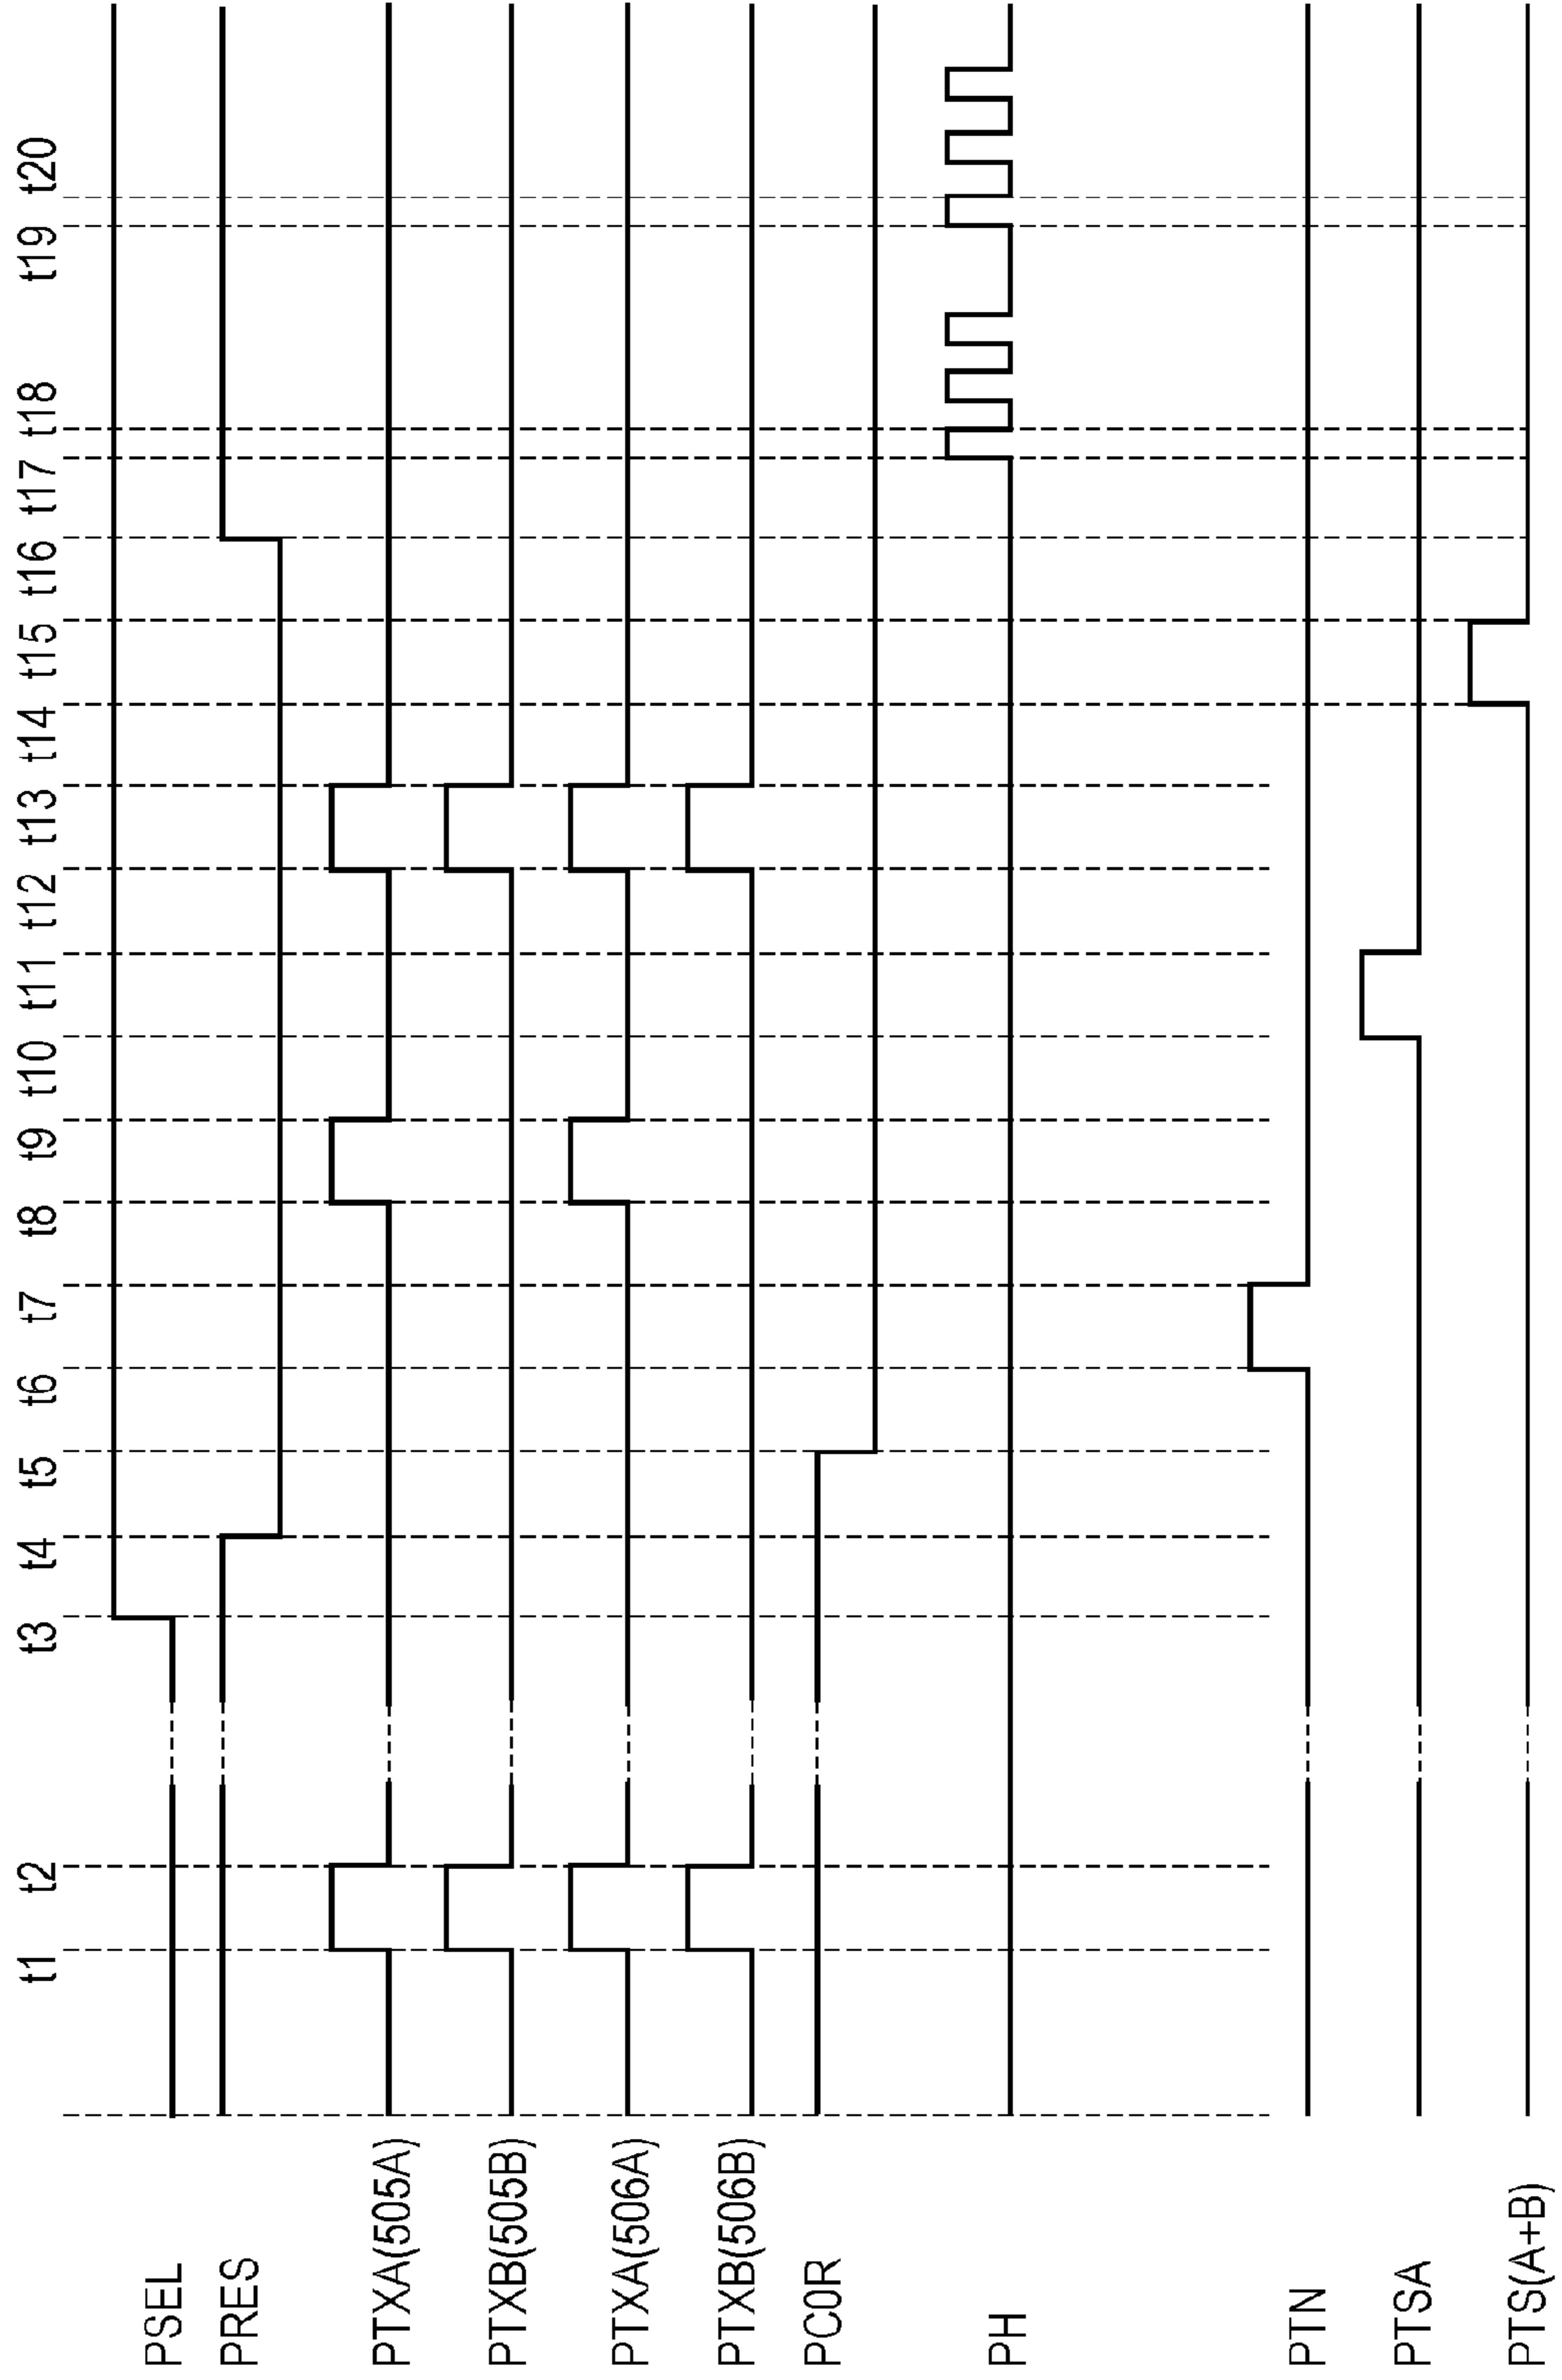 t1 t2 t3 t4 t5 t6 t7 t8 t9 t10 t11 t12 t13 t14 t15 t16 t17 t18 t19 t20
PSEL
PRES
PTXA(505A)
PTXB(505B)
PTXA(506A)
PTXB(506B)
PC0R
PH
PTN
PTSA
PTS(A+B)